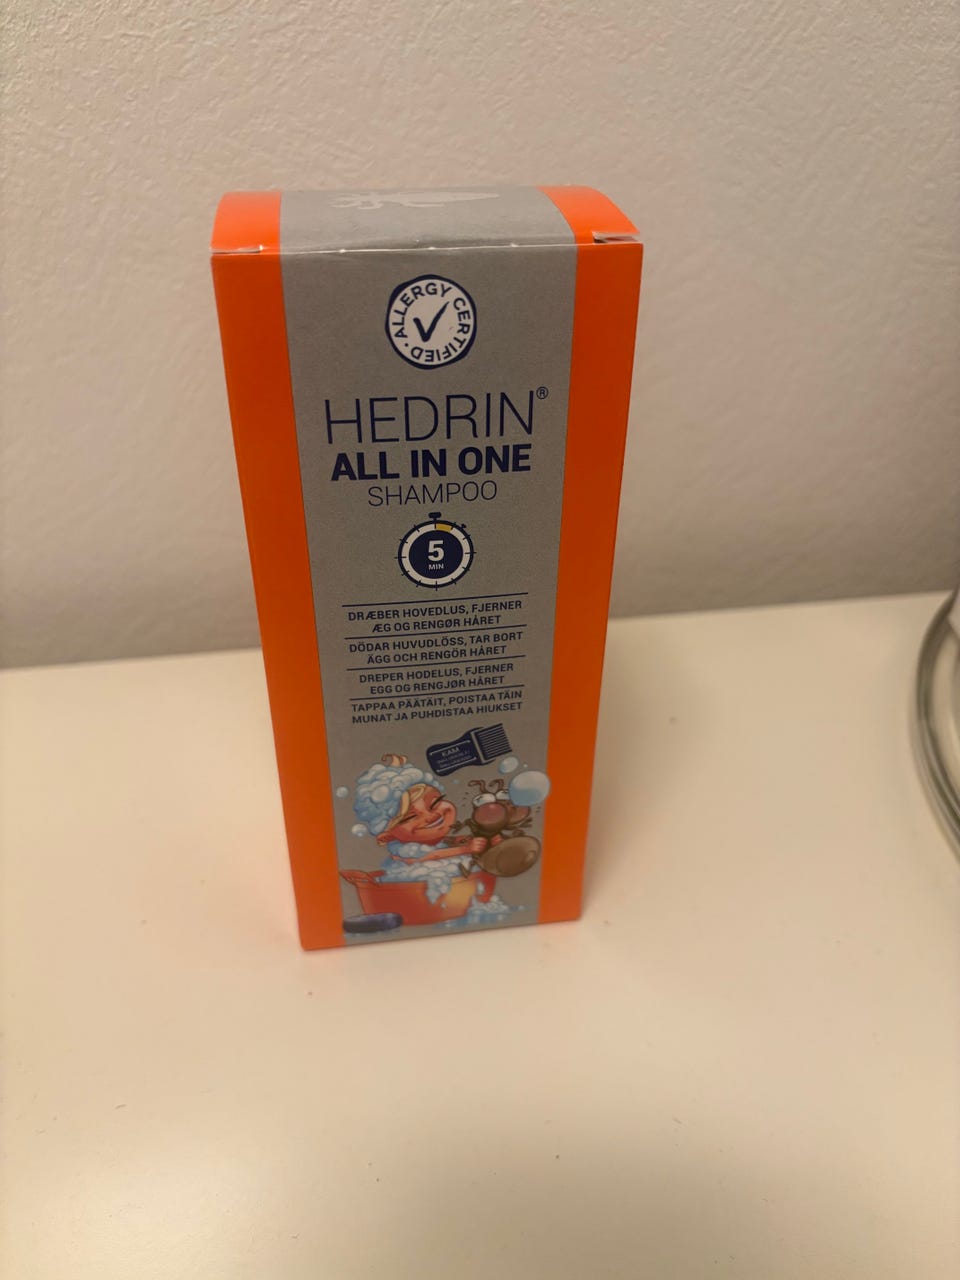 ALLERGY CERTIFIED
HEDRIN®
ALL IN ONE
SHAMPOO
5
MIN
DRÆBER HOVEDLUS, FJERNER
ÆG OG RENGØR HÅRET
DÖDAR HUVUDLÖSS, TAR BORT
ÄGG OCH RENGÖR HÅRET
DREPER HODELUS, FJERNER
EGG OG RENGJØR HÅRET
TAPPAA PÄÄTÄIT, POISTAA TÄIN
MUNAT JA PUHDISTAA HIUKSET
KAM